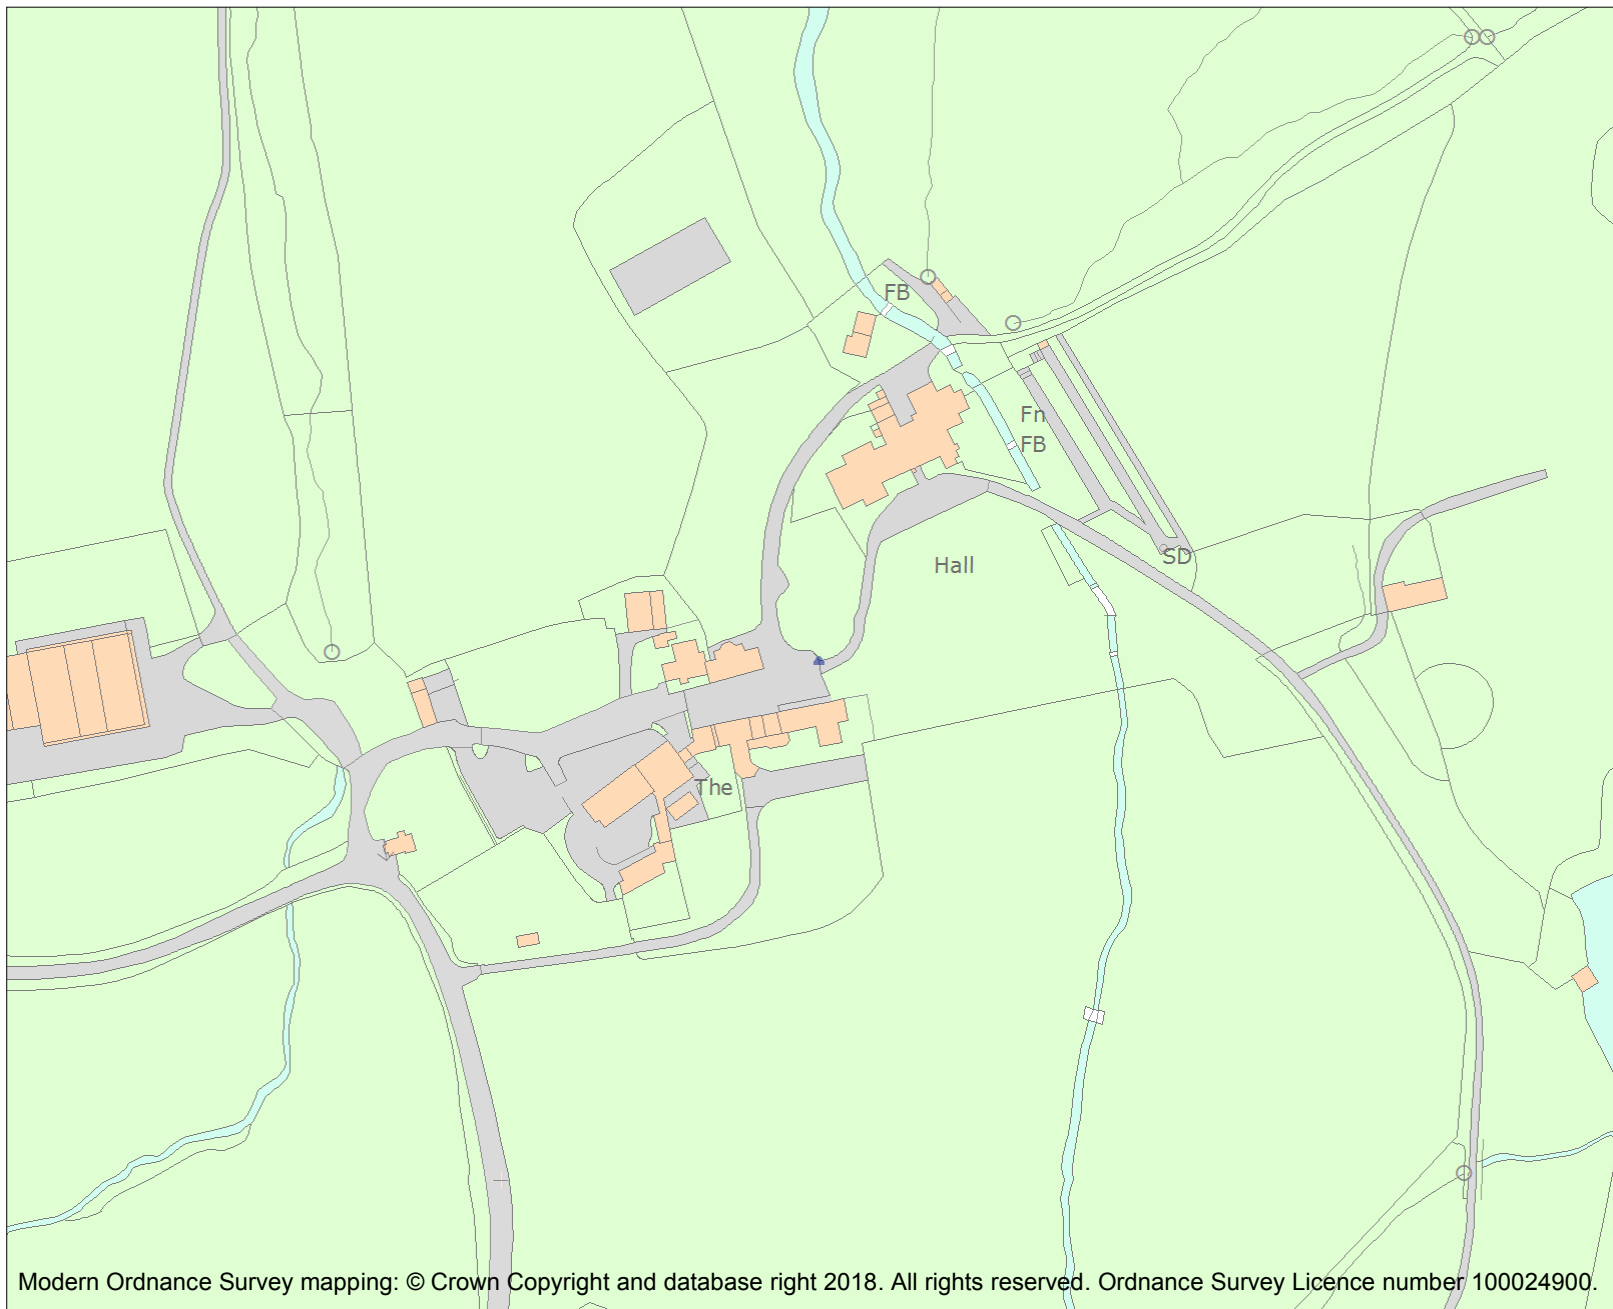 FB
Fn
FB
SD
Hall
The
Modern Ordnance Survey mapping: © Crown Copyright and database right 2018. All rights reserved. Ordnance Survey Licence number 100024900.